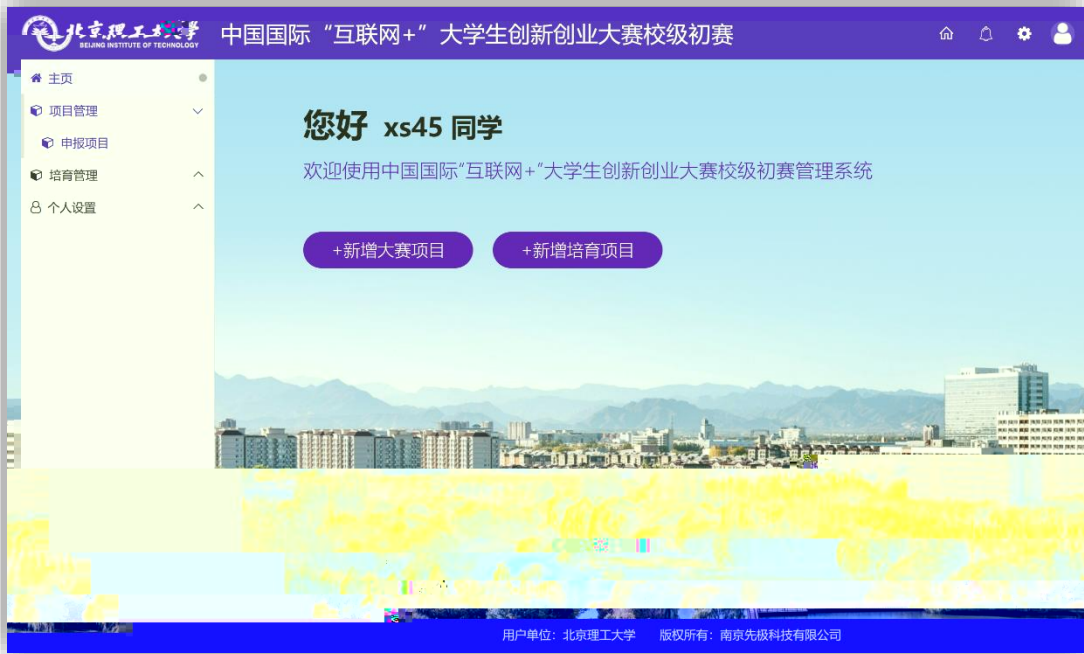 北京理工大学
BEIJING INSTITUTE OF TECHNOLOGY
中国国际“互联网+”大学生创新创业大赛校级初赛
主页
项目管理
申报项目
培育管理
个人设置
您好 xs45 同学
欢迎使用中国国际“互联网+”大学生创新创业大赛校级初赛管理系统
+新增大赛项目 +新增培育项目
用户单位：北京理工大学 版权所有：南京先极科技有限公司